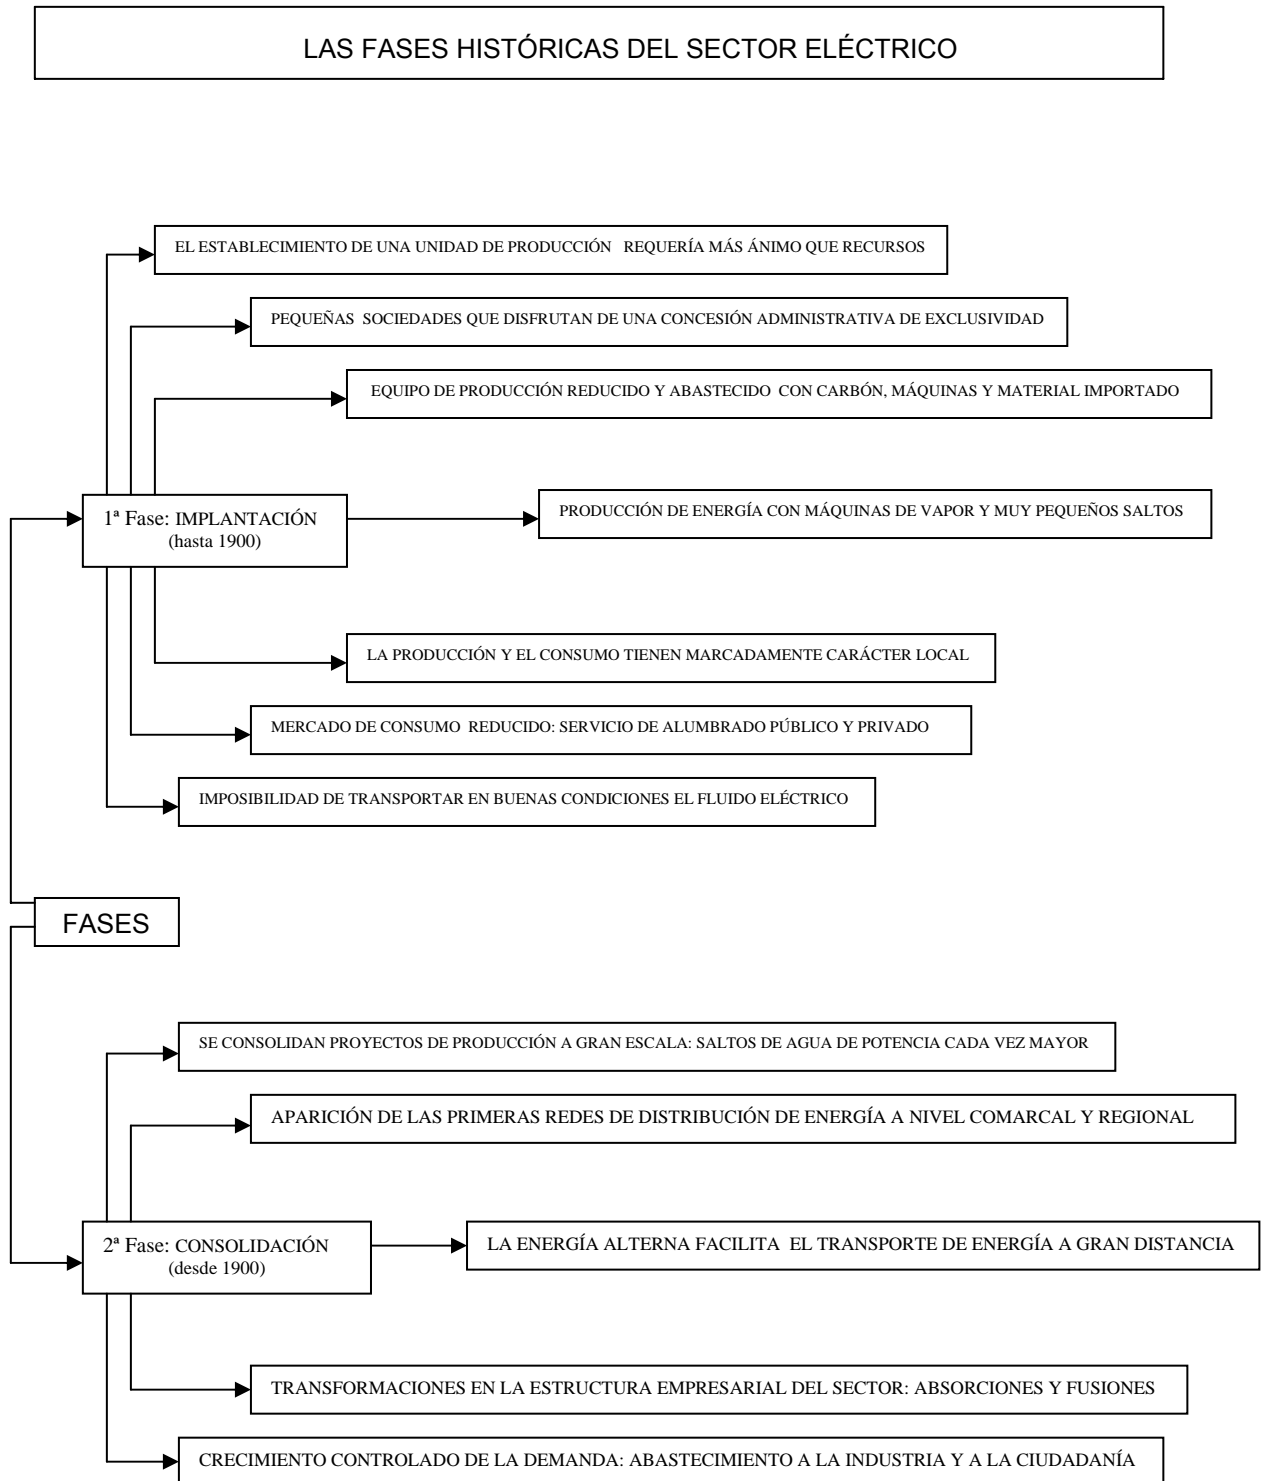 LAS FASES HISTÓRICAS DEL SECTOR ELÉCTRICO
EL ESTABLECIMIENTO DE UNA UNIDAD DE PRODUCCIÓN REQUERÍA MÁS ÁNIMO QUE RECURSOS
PEQUEÑAS SOCIEDADES QUE DISFRUTAN DE UNA CONCESIÓN ADMINISTRATIVA DE EXCLUSIVIDAD
EQUIPO DE PRODUCCIÓN REDUCIDO Y ABASTECIDO CON CARBÓN, MÁQUINAS Y MATERIAL IMPORTADO
1ª Fase: IMPLANTACIÓN
(hasta 1900)
PRODUCCIÓN DE ENERGÍA CON MÁQUINAS DE VAPOR Y MUY PEQUEÑOS SALTOS
LA PRODUCCIÓN Y EL CONSUMO TIENEN MARCADAMENTE CARÁCTER LOCAL
MERCADO DE CONSUMO REDUCIDO: SERVICIO DE ALUMBRADO PÚBLICO Y PRIVADO
IMPOSIBILIDAD DE TRANSPORTAR EN BUENAS CONDICIONES EL FLUIDO ELÉCTRICO
FASES
SE CONSOLIDAN PROYECTOS DE PRODUCCIÓN A GRAN ESCALA: SALTOS DE AGUA DE POTENCIA CADA VEZ MAYOR
APARICIÓN DE LAS PRIMERAS REDES DE DISTRIBUCIÓN DE ENERGÍA A NIVEL COMARCAL Y REGIONAL
2ª Fase: CONSOLIDACIÓN
(desde 1900)
LA ENERGÍA ALTERNA FACILITA EL TRANSPORTE DE ENERGÍA A GRAN DISTANCIA
TRANSFORMACIONES EN LA ESTRUCTURA EMPRESARIAL DEL SECTOR: ABSORCIONES Y FUSIONES
CRECIMIENTO CONTROLADO DE LA DEMANDA: ABASTECIMIENTO A LA INDUSTRIA Y A LA CIUDADANÍA